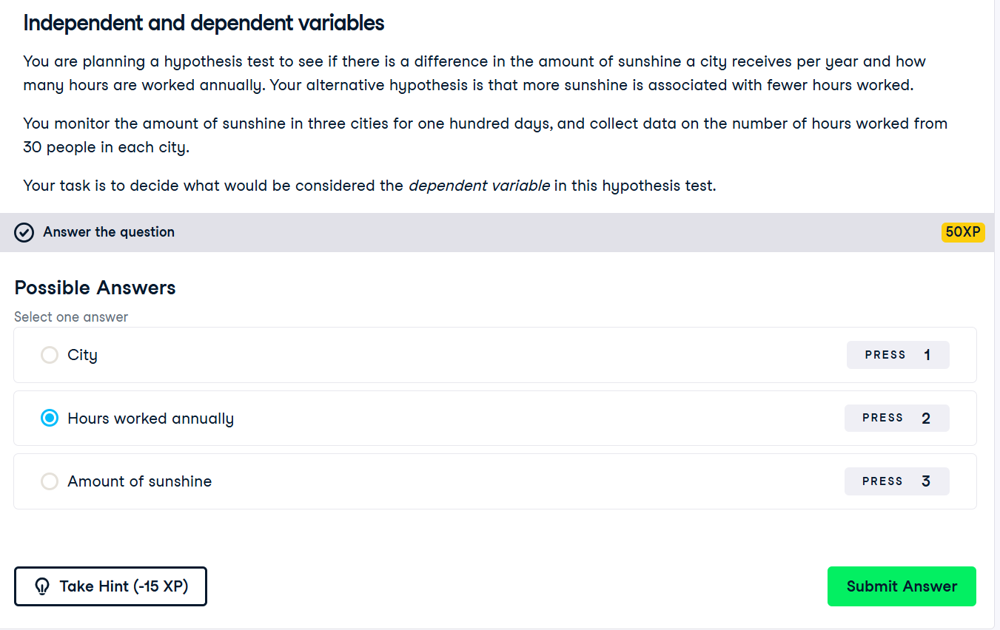 Independent and dependent variables
You are planning a hypothesis test to see if there is a difference in the amount of sunshine a city receives per year and how
many hours are worked annually. Your alternative hypothesis is that more sunshine is associated with fewer hours worked.
You monitor the amount of sunshine in three cities for one hundred days, and collect data on the number of hours worked from
30 people in each city.
Your task is to decide what would be considered the dependent variable in this hypothesis test.
Answer the question 50XP
Possible Answers
Select one answer
City PRESS 1
Hours worked annually PRESS 2
Amount of sunshine PRESS 3
Take Hint (-15 XP) Submit Answer